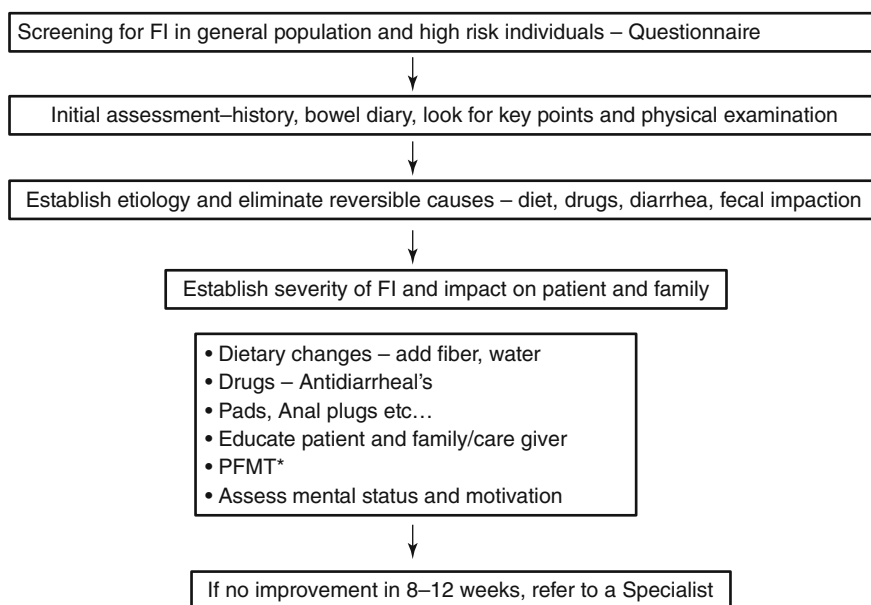 Screening for FI in general population and high risk individuals – Questionnaire
Initial assessment–history, bowel diary, look for key points and physical examination
Establish etiology and eliminate reversible causes – diet, drugs, diarrhea, fecal impaction
Establish severity of FI and impact on patient and family
• Dietary changes – add fiber, water
• Drugs – Antidiarrheal's
• Pads, Anal plugs etc…
• Educate patient and family/care giver
• PFMT*
• Assess mental status and motivation
If no improvement in 8–12 weeks, refer to a Specialist